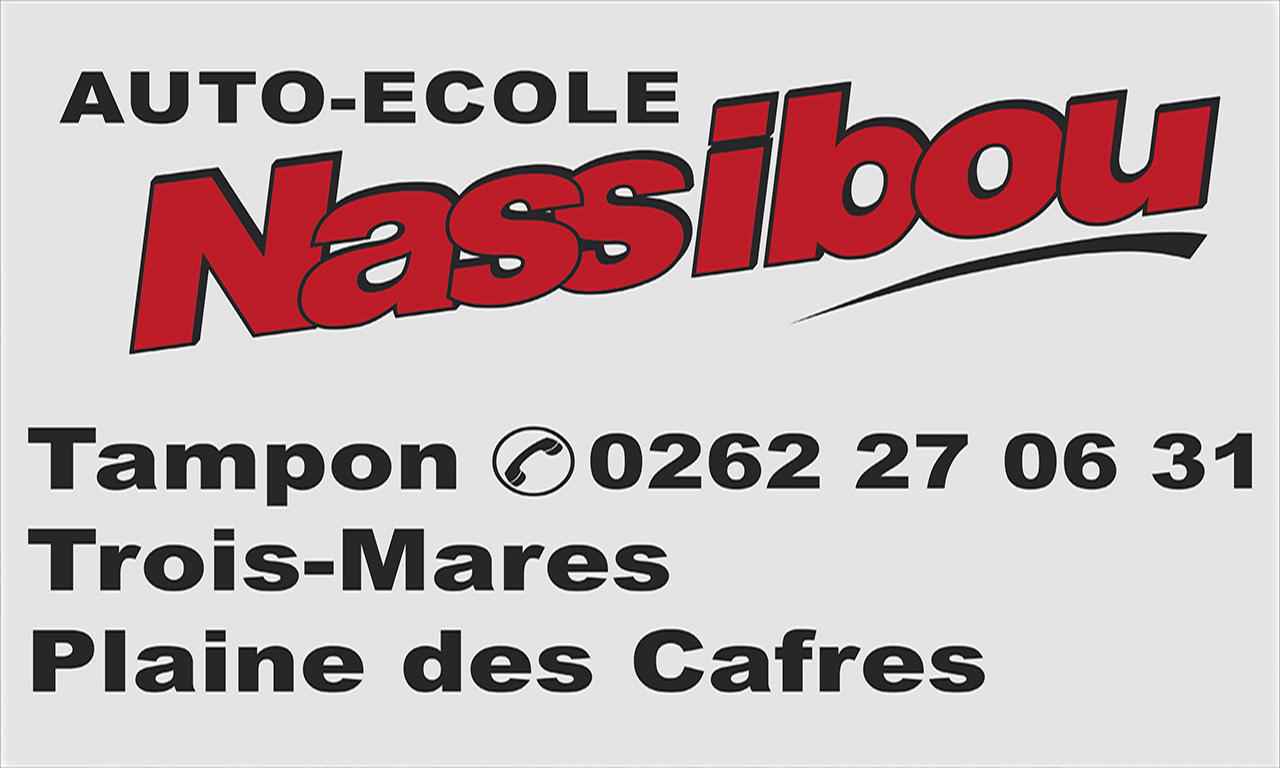 AUTO-ECOLE
Nassibou
Tampon 0262 27 06 31
Trois-Mares
Plaine des Cafres